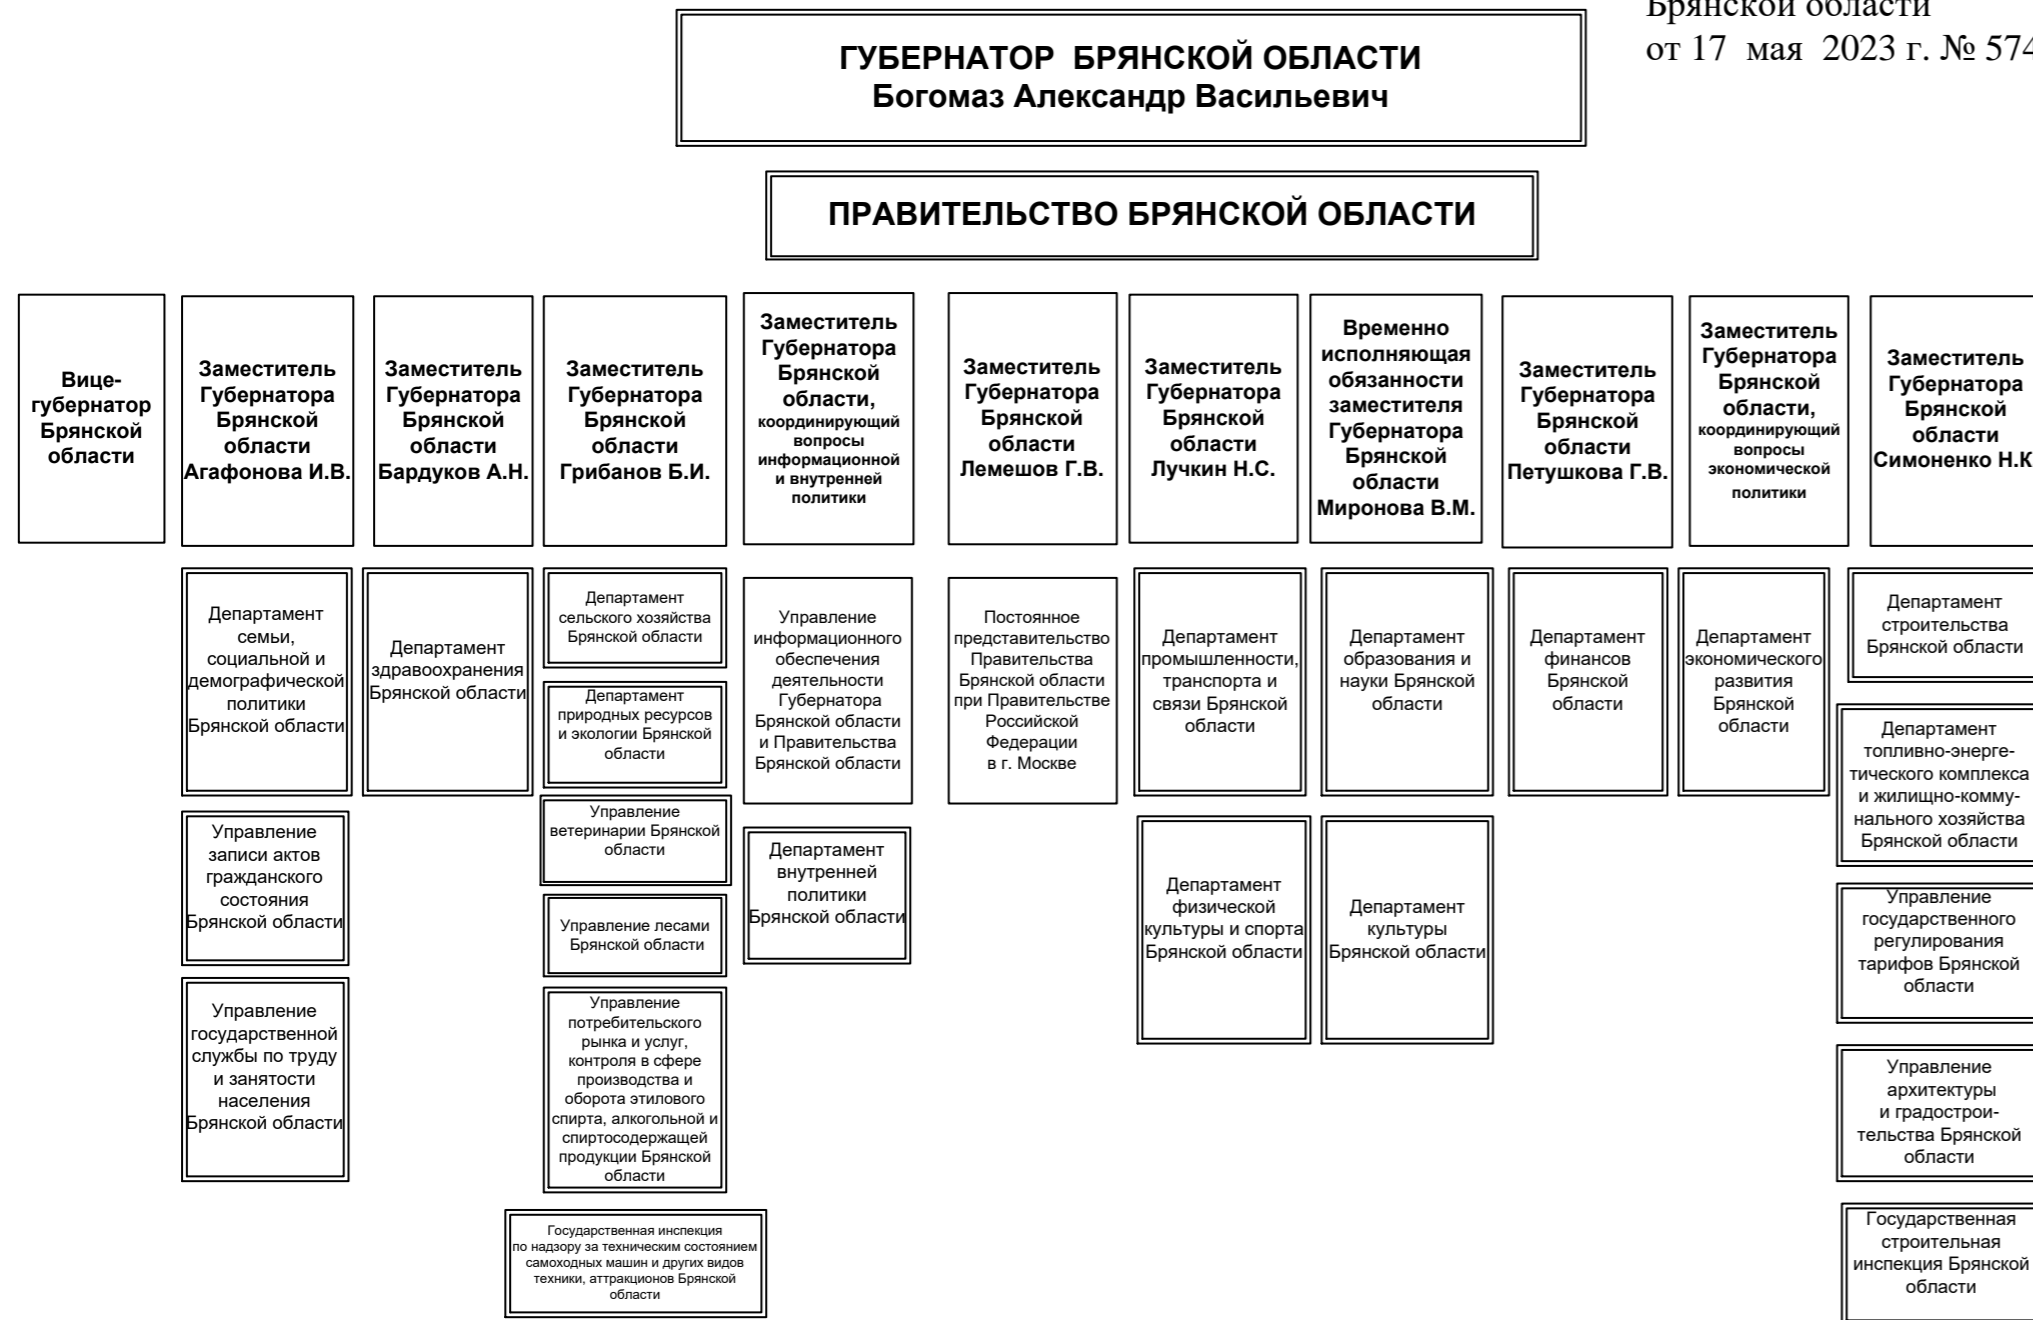 Брянской области
от 17 мая 2023 г. № 574
ГУБЕРНАТОР БРЯНСКОЙ ОБЛАСТИ
Богомаз Александр Васильевич
ПРАВИТЕЛЬСТВО БРЯНСКОЙ ОБЛАСТИ
Вице-
губернатор
Брянской
области
Заместитель
Губернатора
Брянской
области
Агафонова И.В.
Заместитель
Губернатора
Брянской
области
Бардуков А.Н.
Заместитель
Губернатора
Брянской
области
Грибанов Б.И.
Заместитель
Губернатора
Брянской
области,
координирующий
вопросы
информационной
и внутренней
политики
Заместитель
Губернатора
Брянской
области
Лемешов Г.В.
Заместитель
Губернатора
Брянской
области
Лучкин Н.С.
Временно
исполняющая
обязанности
заместителя
Губернатора
Брянской
области
Миронова В.М.
Заместитель
Губернатора
Брянской
области
Петушкова Г.В.
Заместитель
Губернатора
Брянской
области,
координирующий
вопросы
экономической
политики
Заместитель
Губернатора
Брянской
области
Симоненко Н.К
Департамент
семьи,
социальной и
демографической
политики
Брянской области
Управление
записи актов
гражданского
состояния
Брянской области
Управление
государственной
службы по труду
и занятости
населения
Брянской области
Департамент
здравоохранения
Брянской области
Департамент
сельского хозяйства
Брянской области
Департамент
природных ресурсов
и экологии Брянской
области
Управление
ветеринарии Брянской
области
Управление лесами
Брянской области
Управление
потребительского
рынка и услуг,
контроля в сфере
производства и
оборота этилового
спирта, алкогольной и
спиртосодержащей
продукции Брянской
области
Государственная инспекция
по надзору за техническим состоянием
самоходных машин и других видов
техники, аттракционов Брянской
области
Управление
информационного
обеспечения
деятельности
Губернатора
Брянской области
и Правительства
Брянской области
Департамент
внутренней
политики
Брянской области
Постоянное
представительство
Правительства
Брянской области
при Правительстве
Российской
Федерации
в г. Москве
Департамент
промышленности,
транспорта и
связи Брянской
области
Департамент
физической
культуры и спорта
Брянской области
Департамент
образования и
науки Брянской
области
Департамент
культуры
Брянской области
Департамент
финансов
Брянской
области
Департамент
экономического
развития
Брянской
области
Департамент
строительства
Брянской области
Департамент
топливно-энерге-
тического комплекса
и жилищно-комму-
нального хозяйства
Брянской области
Управление
государственного
регулирования
тарифов Брянской
области
Управление
архитектуры
и градострои-
тельства Брянской
области
Государственная
строительная
инспекция Брянской
области